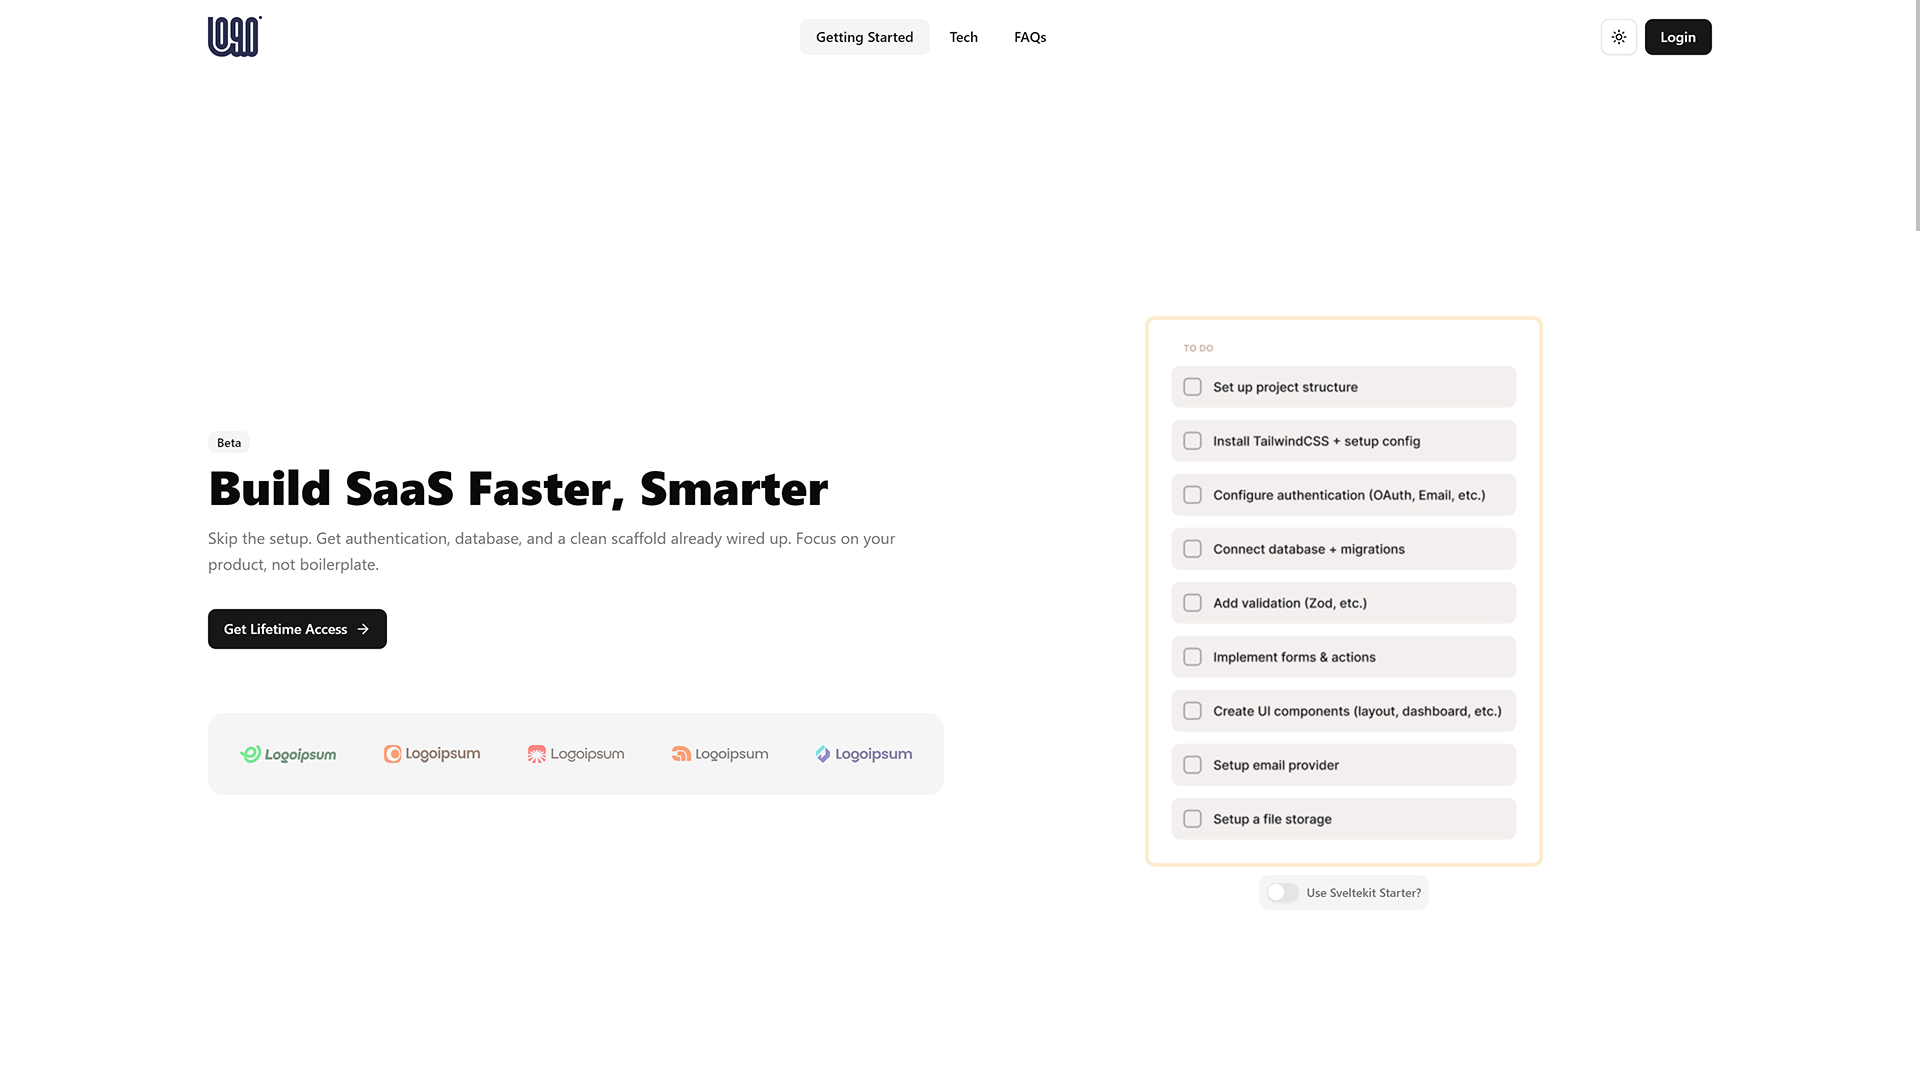 Getting Started
Tech
FAQs
Login
Beta
Build SaaS Faster, Smarter
Skip the setup. Get authentication, database, and a clean scaffold already wired up. Focus on your
product, not boilerplate.
Get Lifetime Access
Logoipsum
Logoipsum
Logoipsum
Logoipsum
Logoipsum
TO DO
Set up project structure
Install TailwindCSS + setup config
Configure authentication (OAuth, Email, etc.)
Connect database + migrations
Add validation (Zod, etc.)
Implement forms & actions
Create UI components (layout, dashboard, etc.)
Setup email provider
Setup a file storage
Use Sveltekit Starter?